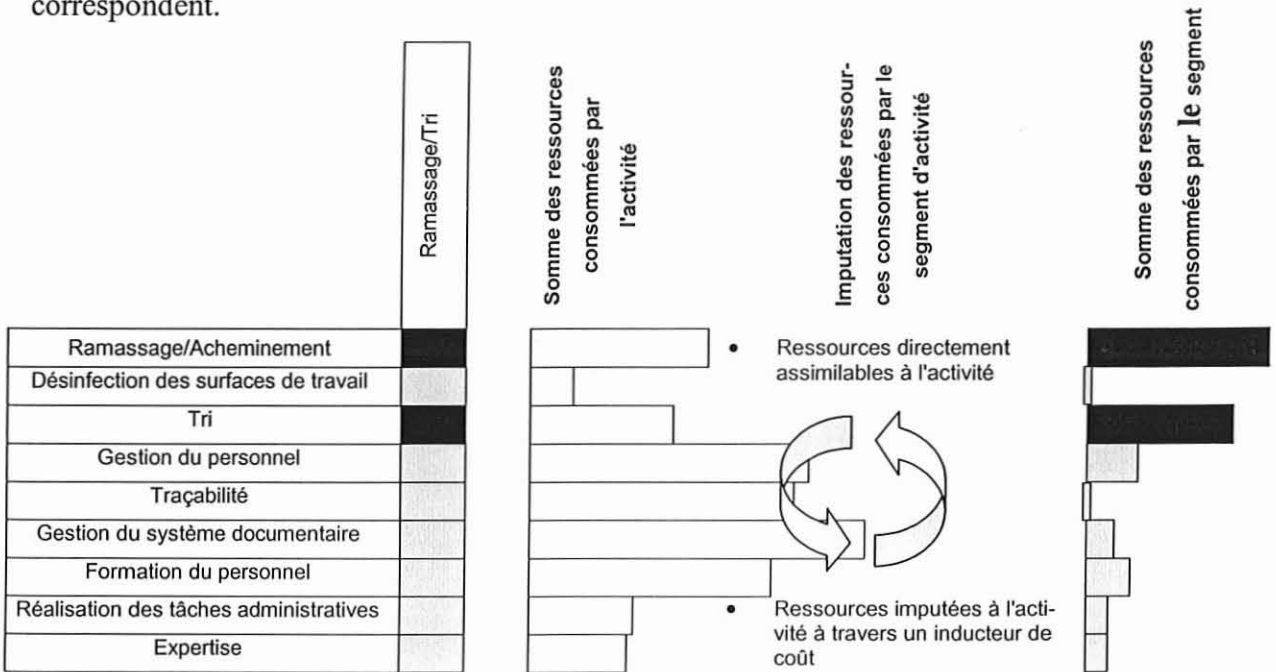 correspondent.
Ramassage/Tri
Somme des ressources
consommées par
l'activité
Imputation des ressour-
ces consommées par le
segment d'activité
Somme des ressources
consommées par le segment
Ramassage/Acheminement
Désinfection des surfaces de travail
Tri
Gestion du personnel
Traçabilité
Gestion du système documentaire
Formation du personnel
Réalisation des tâches administratives
Expertise
• Ressources directement
assimilables à l'activité
• Ressources imputées à l'acti-
vité à travers un inducteur de
coût